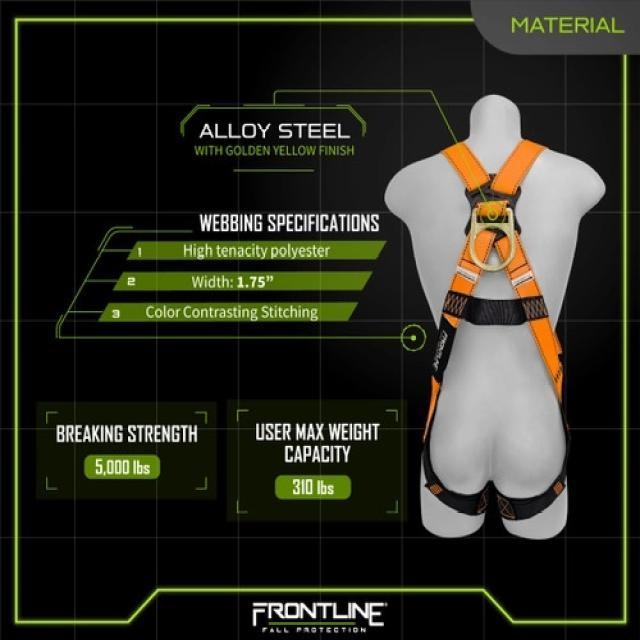 MATERIAL
ALLOY STEEL
WITH GOLDEN YELLOW FINISH
WEBBING SPECIFICATIONS
1 High tenacity polyester
2 Width: 1.75”
3 Color Contrasting Stitching
BREAKING STRENGTH
5,000 lbs
USER MAX WEIGHT
CAPACITY
310 lbs
FRONTLINE®
FALL PROTECTION